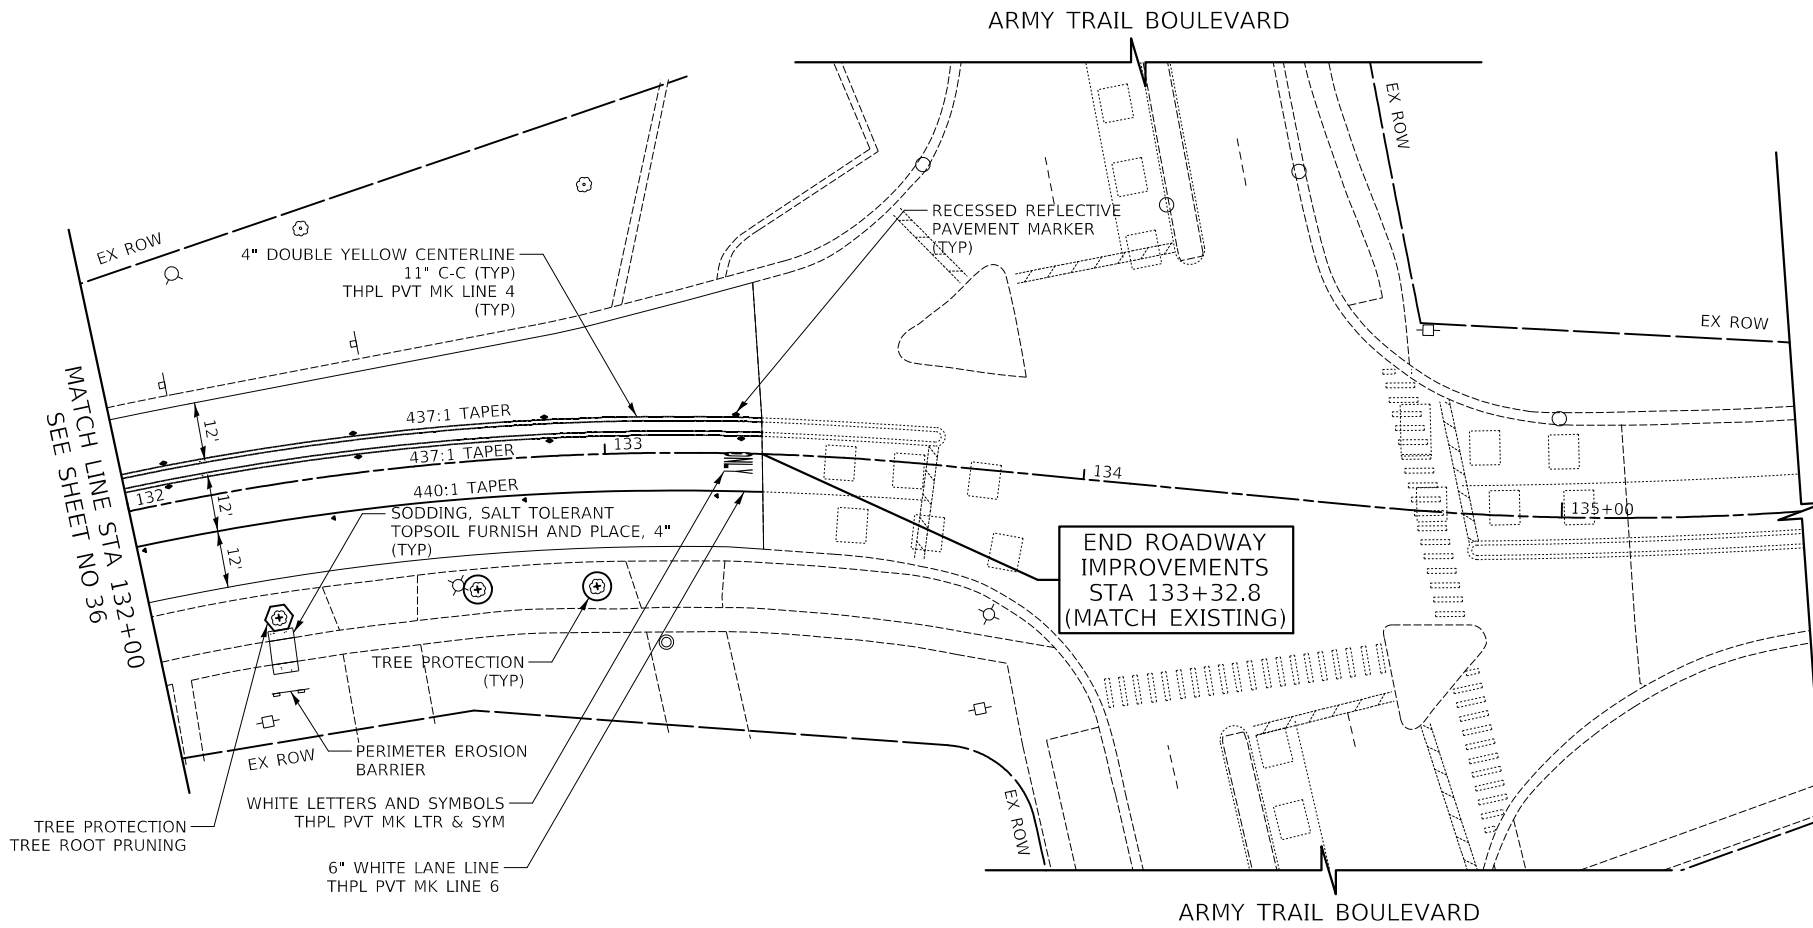 ARMY TRAIL BOULEVARD
EX ROW
EX ROW
RECESSED REFLECTIVE
PAVEMENT MARKER
(TYP)
4" DOUBLE YELLOW CENTERLINE
11" C-C (TYP)
THPL PVT MK LINE 4
(TYP)
EX ROW
MATCH LINE STA 132+00
SEE SHEET NO 36
12'
437:1 TAPER
437:1 TAPER
133
134
132
12'
440:1 TAPER
135+00
SODDING, SALT TOLERANT
TOPSOIL FURNISH AND PLACE, 4"
(TYP)
12'
END ROADWAY
IMPROVEMENTS
STA 133+32.8
(MATCH EXISTING)
TREE PROTECTION
(TYP)
PERIMETER EROSION
BARRIER
EX ROW
WHITE LETTERS AND SYMBOLS
THPL PVT MK LTR & SYM
EX ROW
TREE PROTECTION
TREE ROOT PRUNING
6" WHITE LANE LINE
THPL PVT MK LINE 6
ARMY TRAIL BOULEVARD